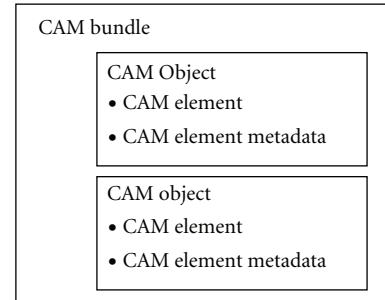 CAM bundle
CAM Object
• CAM element
• CAM element metadata
CAM object
• CAM element
• CAM element metadata